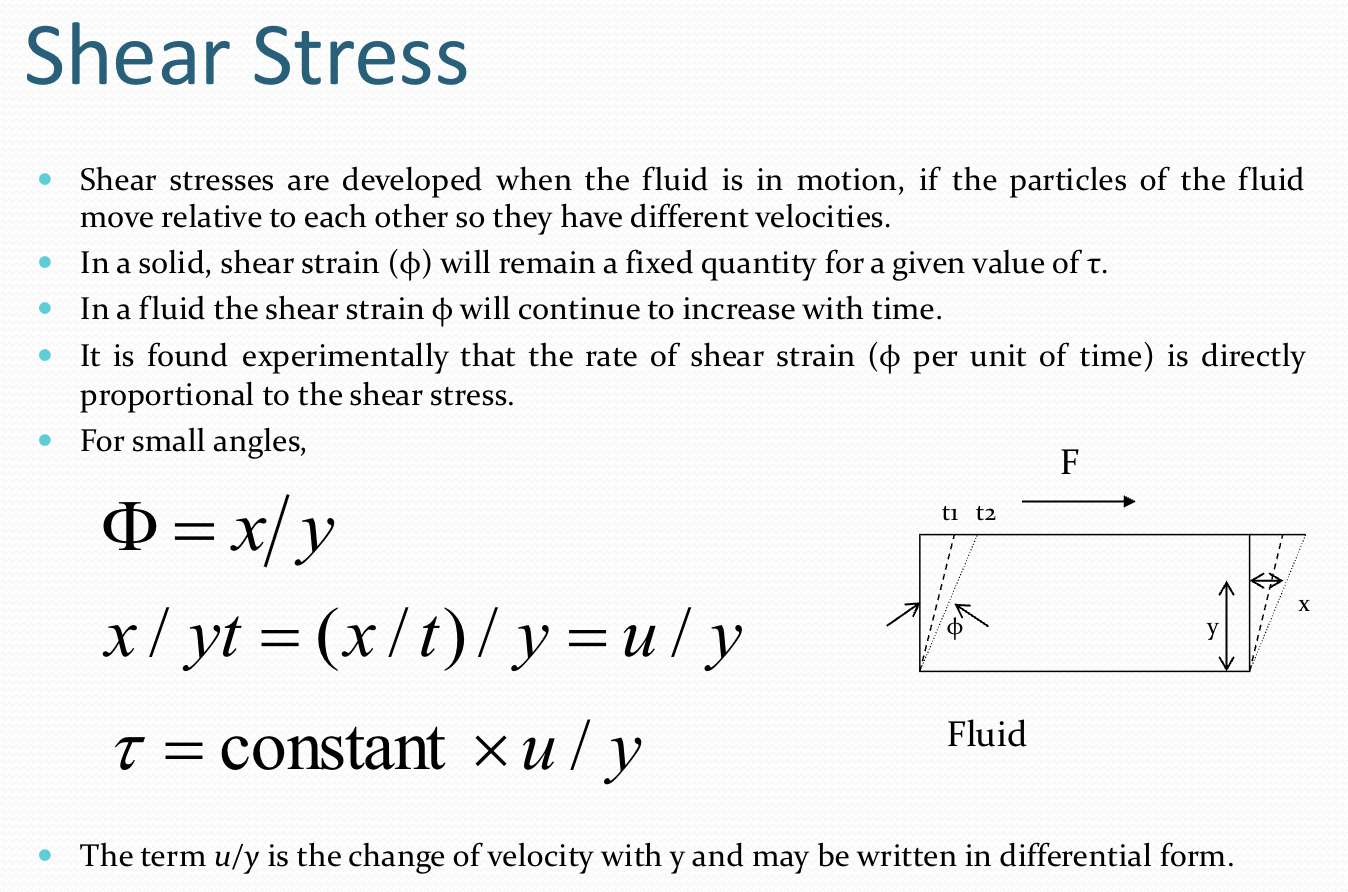 Shear Stress
• Shear stresses are developed when the fluid is in motion, if the particles of the fluid
move relative to each other so they have different velocities.
• In a solid, shear strain (ϕ) will remain a fixed quantity for a given value of τ.
• In a fluid the shear strain ϕ will continue to increase with time.
• It is found experimentally that the rate of shear strain (ϕ per unit of time) is directly
proportional to the shear stress.
• For small angles,
Φ = x/y
x / yt = (x / t) / y = u / y
τ = constant × u / y
F
t1 t2
ϕ
y
x
Fluid
• The term u/y is the change of velocity with y and may be written in differential form.